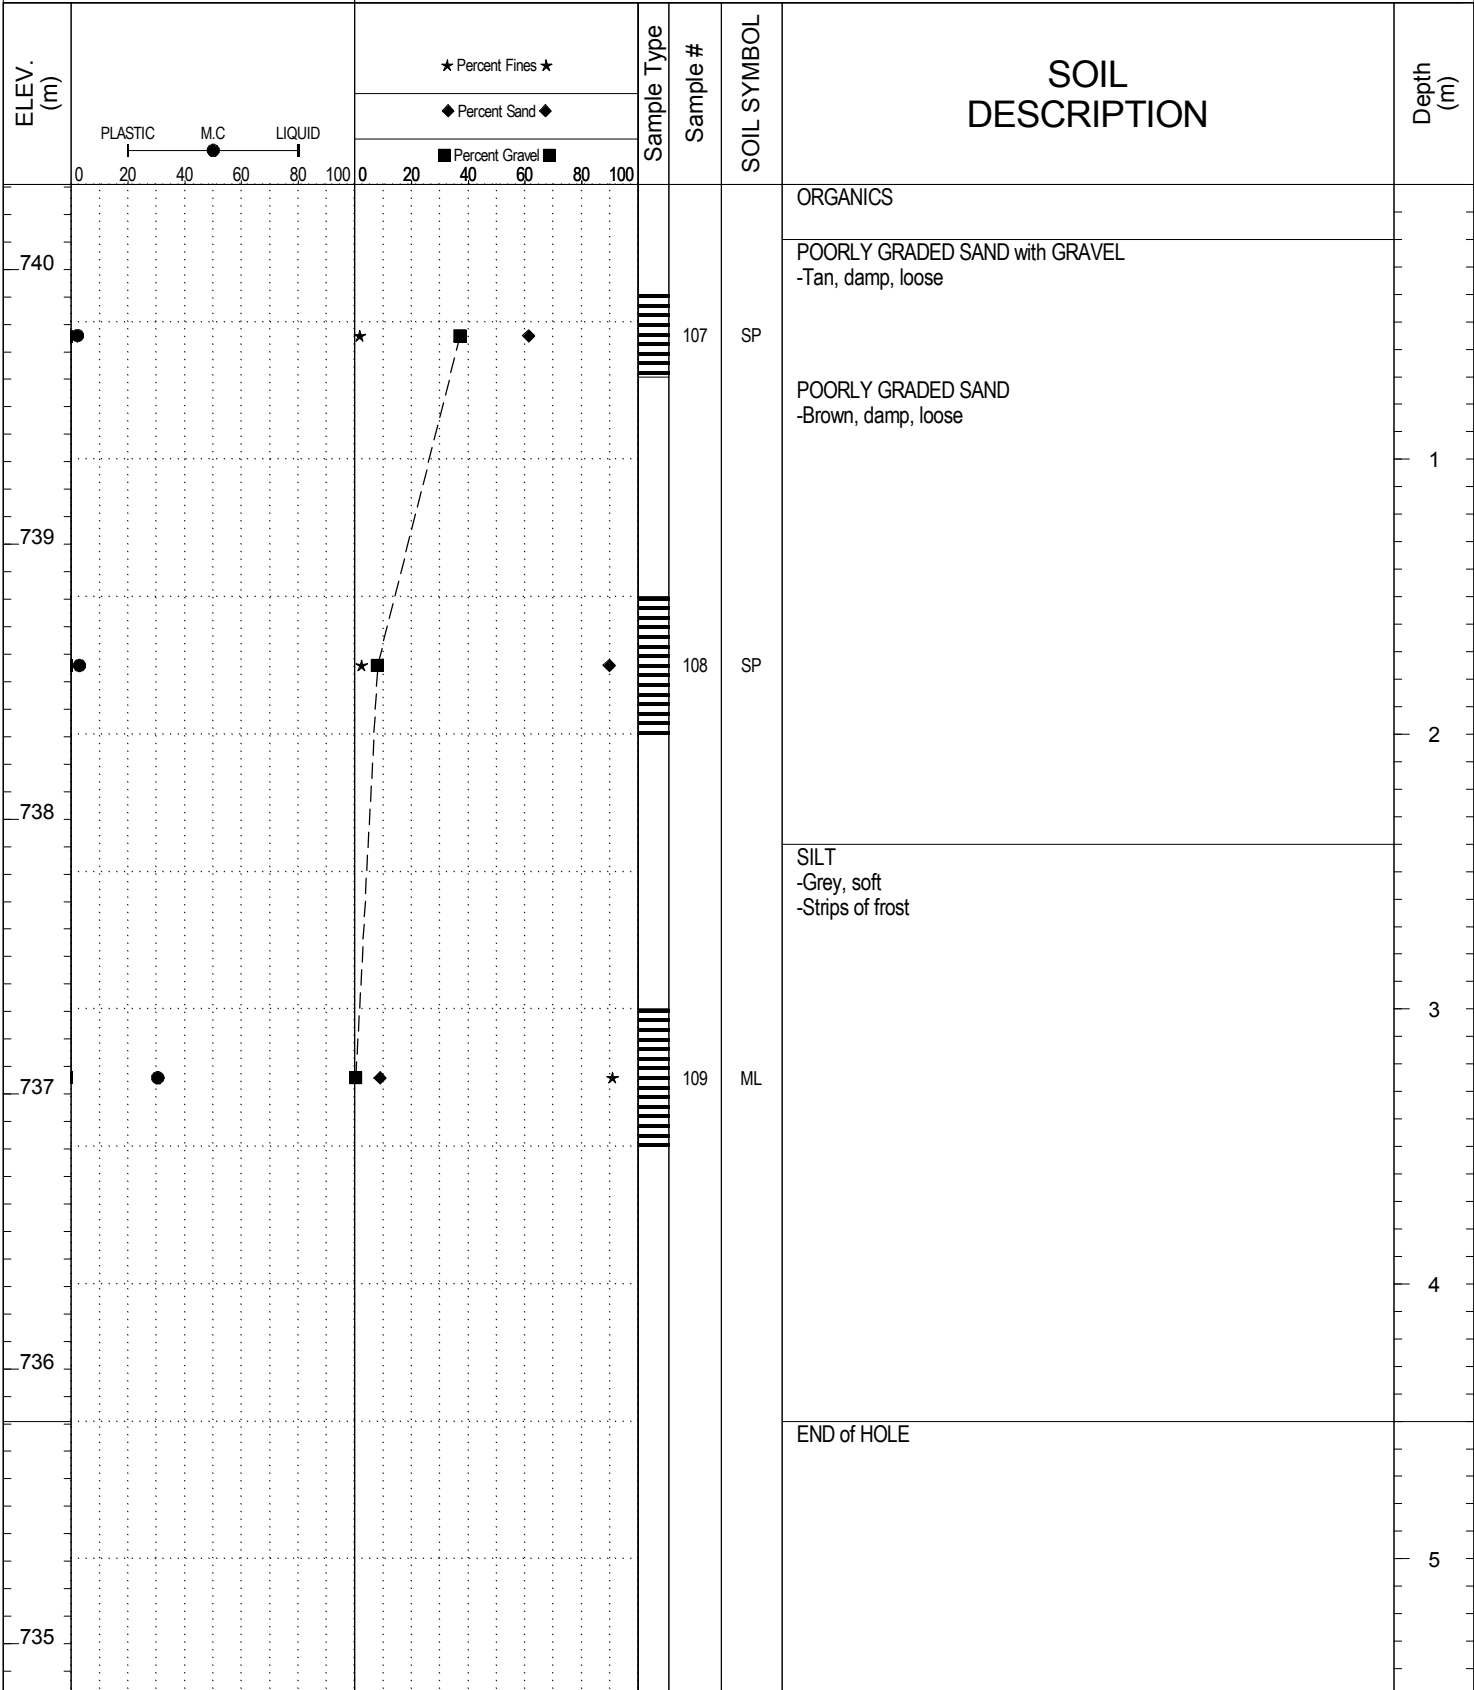 ELEV.
(m)
PLASTIC M.C LIQUID
0 20 40 60 80 100
★ Percent Fines ★
◆ Percent Sand ◆
■ Percent Gravel ■
0 20 40 60 80 100
Sample Type
Sample #
SOIL SYMBOL
SOIL
DESCRIPTION
Depth
(m)
ORGANICS
740
POORLY GRADED SAND with GRAVEL
-Tan, damp, loose
107 SP
POORLY GRADED SAND
-Brown, damp, loose
1
739
108 SP
2
738
SILT
-Grey, soft
-Strips of frost
3
737
109 ML
4
736
END of HOLE
5
735